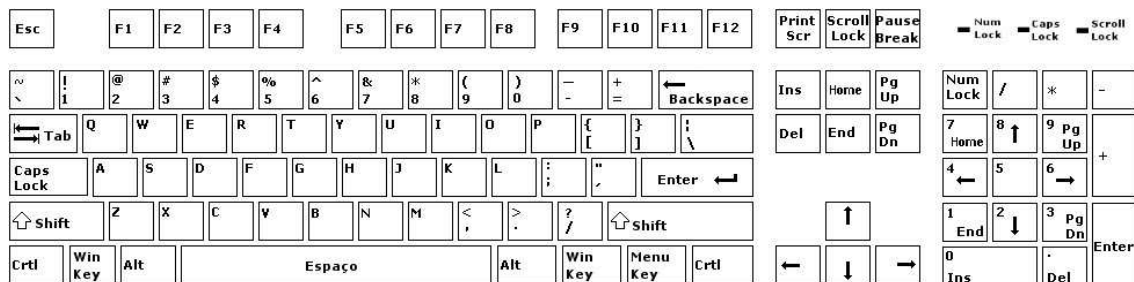 Esc F1 F2 F3 F4 F5 F6 F7 F8 F9 F10 F11 F12 Print Scr Scroll Lock Pause Break Num Lock Caps Lock Scroll Lock
~ ` ! 1 @ 2 # 3 $ 4 % 5 ^ 6 & 7 * 8 ( 9 ) 0 — - + = ← Backspace Ins Home Pg Up Num Lock / * -
Tab Q W E R T Y U I O P { [ } ] ¦ \ Del End Pg Dn 7 Home 8 ↑ 9 Pg Up +
Caps Lock A S D F G H J K L : ; " , Enter ↵ 4 ← 5 6 →
⇧ Shift Z X C V B N M < , > . ? / ⇧ Shift ↑ 1 End 2 ↓ 3 Pg Dn Enter
Crtl Win Key Alt Espaço Alt Win Key Menu Key Crtl ← ↓ → 0 Ins . Del